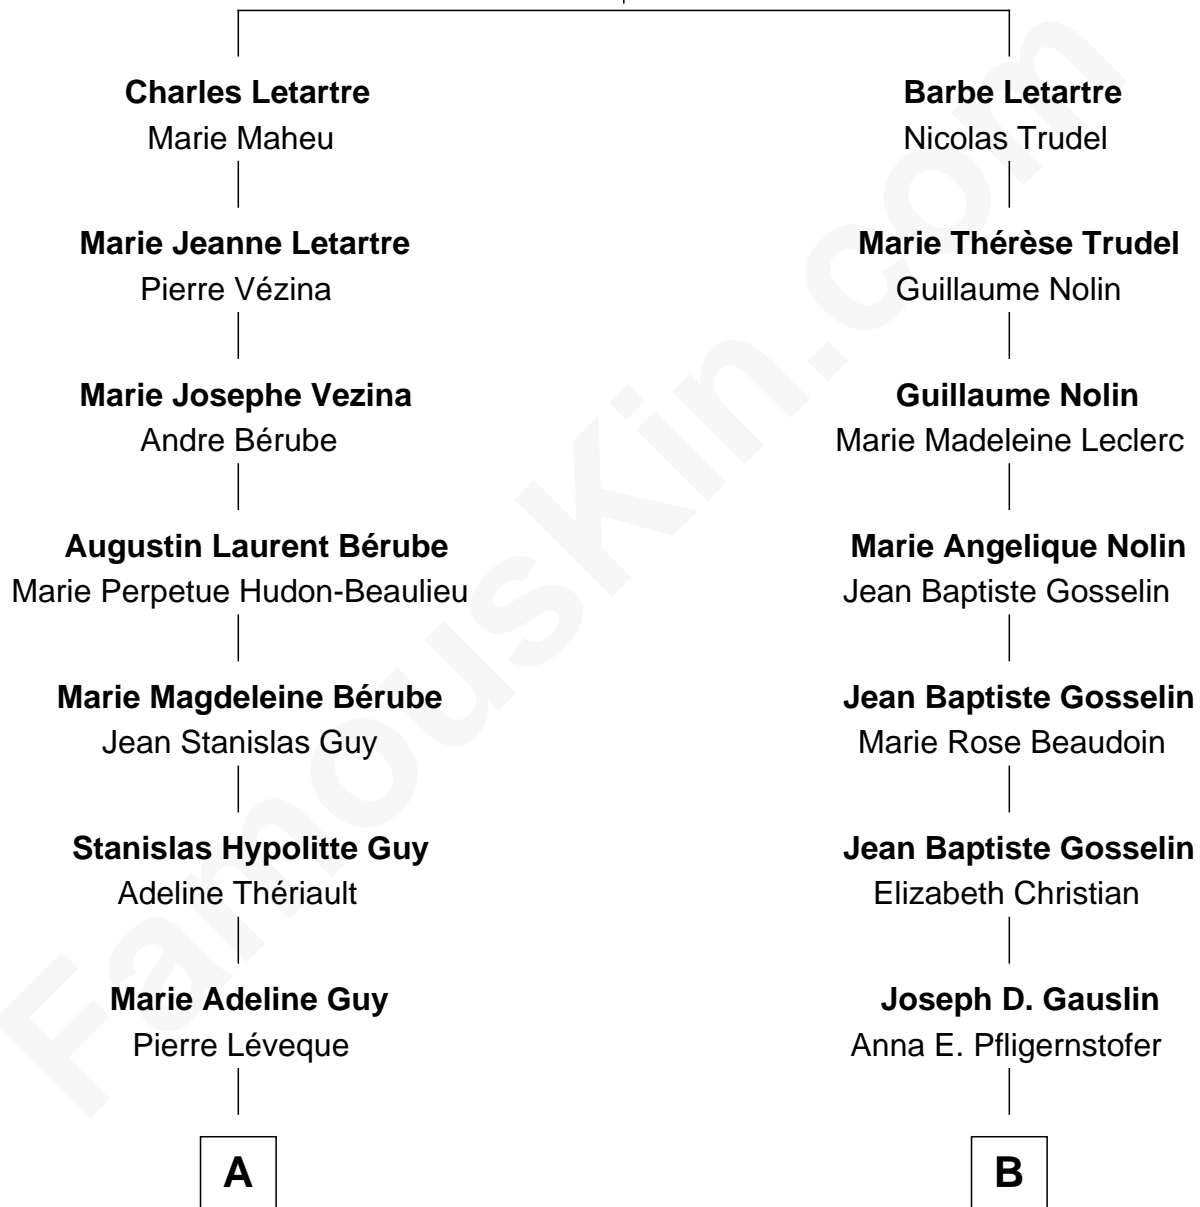 Charles Letartre
Marie Maheu
Marie Jeanne Letartre
Pierre Vézina
Marie Josephe Vezina
Andre Bérube
Augustin Laurent Bérube
Marie Perpetue Hudon-Beaulieu
Marie Magdeleine Bérube
Jean Stanislas Guy
Stanislas Hypolitte Guy
Adeline Thériault
Marie Adeline Guy
Pierre Léveque
A
Barbe Letartre
Nicolas Trudel
Marie Thérèse Trudel
Guillaume Nolin
Guillaume Nolin
Marie Madeleine Leclerc
Marie Angelique Nolin
Jean Baptiste Gosselin
Jean Baptiste Gosselin
Marie Rose Beaudoin
Jean Baptiste Gosselin
Elizabeth Christian
Joseph D. Gauslin
Anna E. Pfligernstofer
B
FamousKin.com